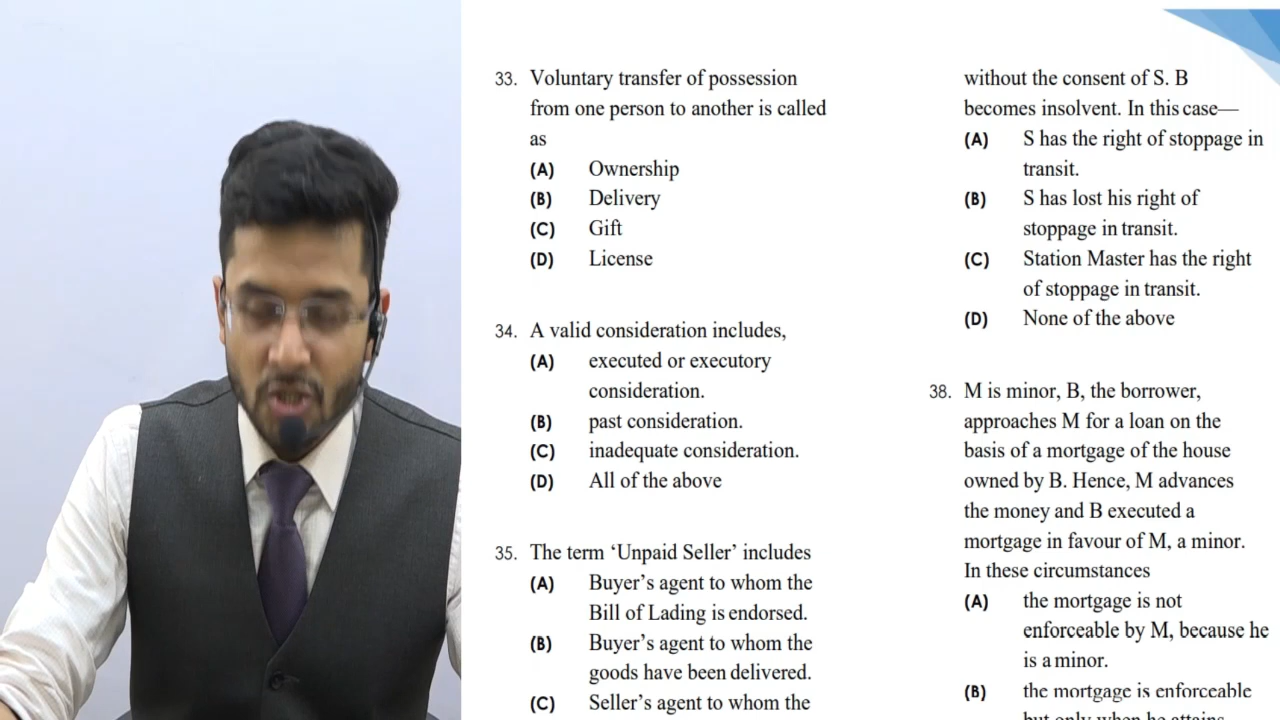 33. Voluntary transfer of possession
from one person to another is called
as
(A) Ownership
(B) Delivery
(C) Gift
(D) License
34. A valid consideration includes,
(A) executed or executory
consideration.
(B) past consideration.
(C) inadequate consideration.
(D) All of the above
35. The term ‘Unpaid Seller’ includes
(A) Buyer’s agent to whom the
Bill of Lading is endorsed.
(B) Buyer’s agent to whom the
goods have been delivered.
(C) Seller’s agent to whom the
without the consent of S. B
becomes insolvent. In this case—
(A) S has the right of stoppage in
transit.
(B) S has lost his right of
stoppage in transit.
(C) Station Master has the right
of stoppage in transit.
(D) None of the above
38. M is minor, B, the borrower,
approaches M for a loan on the
basis of a mortgage of the house
owned by B. Hence, M advances
the money and B executed a
mortgage in favour of M, a minor.
In these circumstances
(A) the mortgage is not
enforceable by M, because he
is a minor.
(B) the mortgage is enforceable
but only when he attains